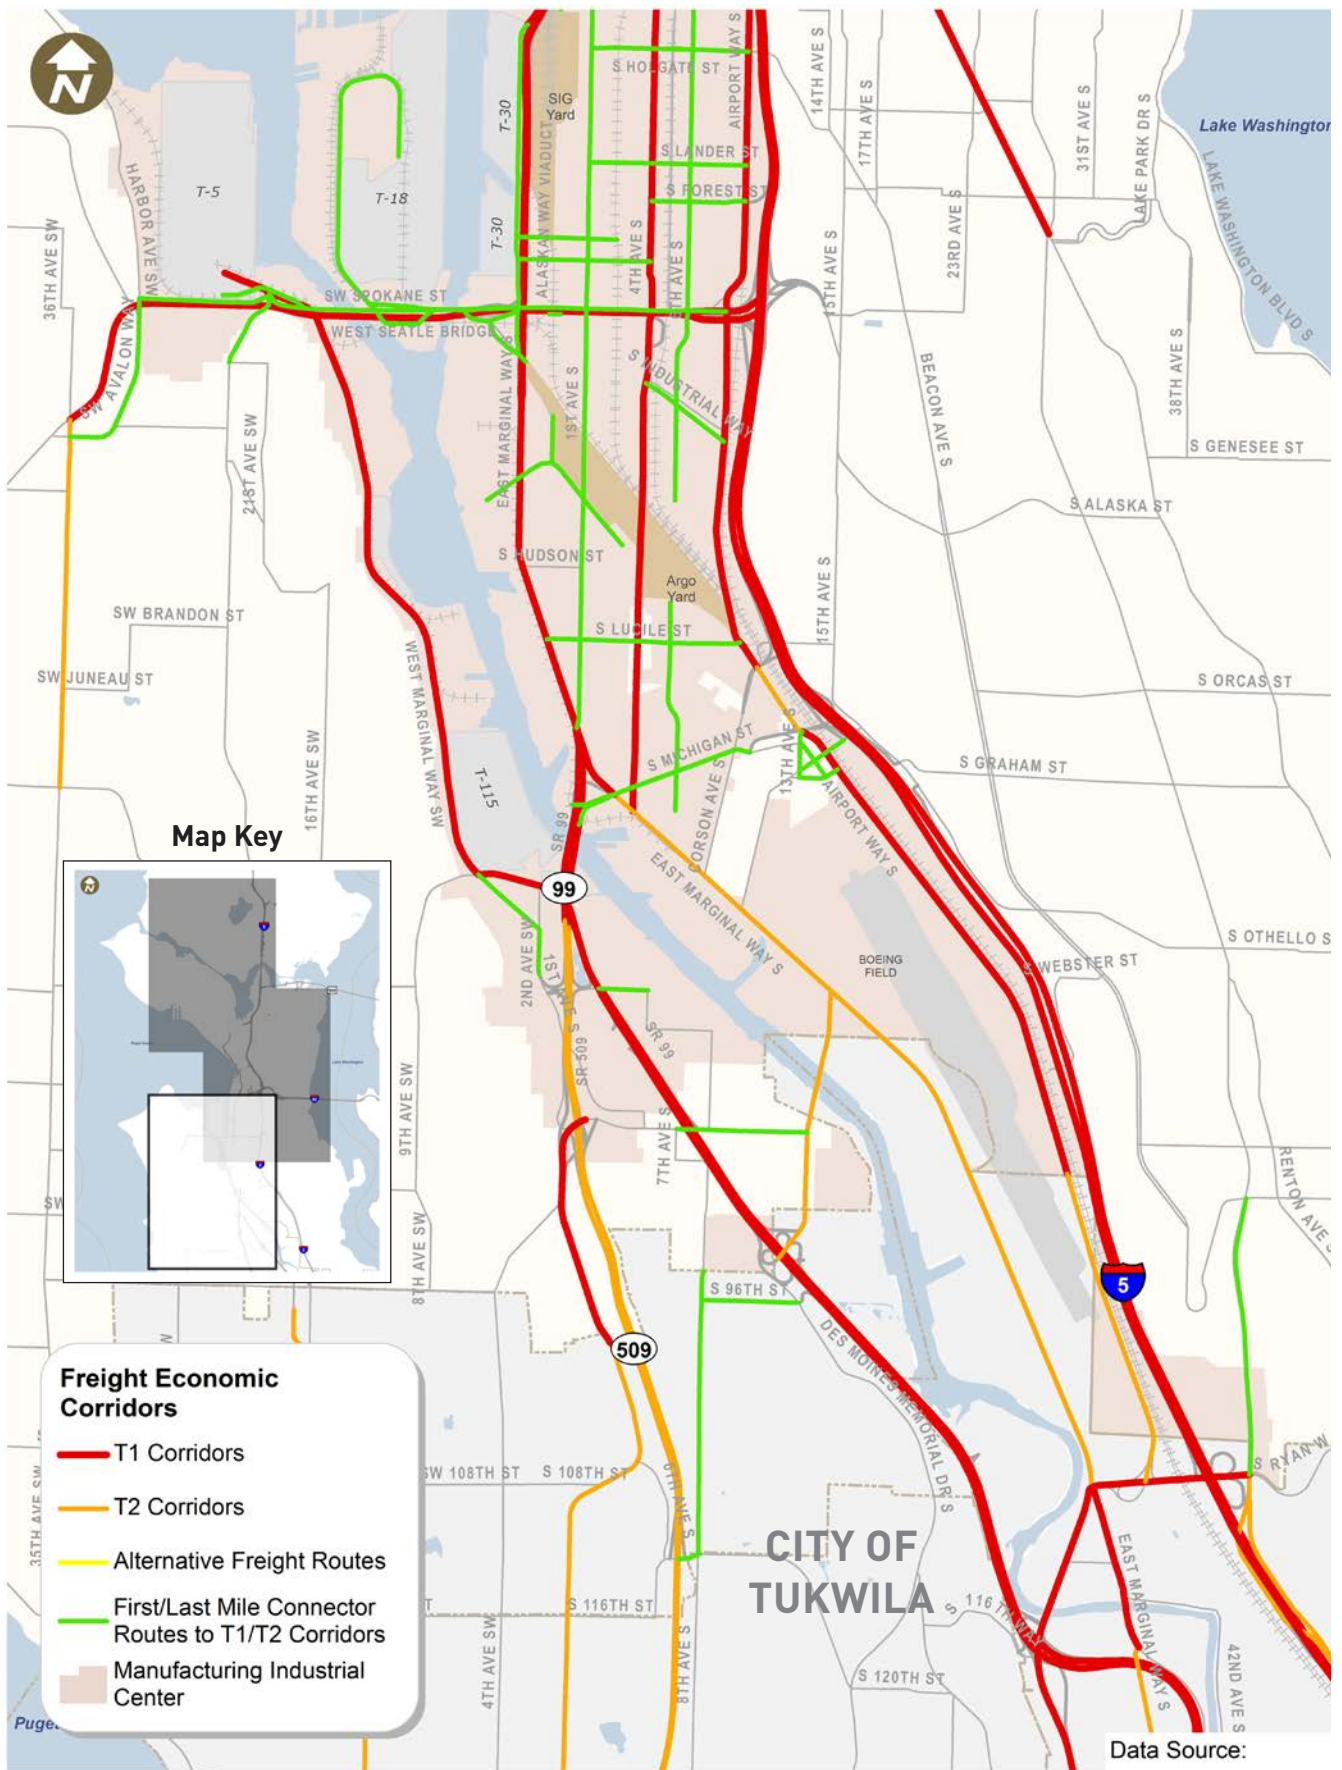 N
S HOLGATE ST
AIRPORT WAY S
14TH AVE S
17TH AVE S
31ST AVE S
LAKE PARK DR S
Lake Washington
LAKE WASHINGTON BLVD S
SIG
Yard
T-30
ALASKAN WAY VIADUCT
S LANDER ST
S FOREST ST
T-5
T-18
T-30
HARBOR AVE SW
36TH AVE SW
4TH AVE S
6TH AVE S
15TH AVE S
23RD AVE S
SW SPOKANE ST
WEST SEATLE BRIDGE
SW AVALON WAY
EAST MARGINAL WAY S
1ST AVE S
S INDUSTRIAL WAY
BEACON AVE S
38TH AVE S
S GENESEE ST
21ST AVE SW
S ALASKA ST
S HUDSON ST
Argo
Yard
15TH AVE S
SW BRANDON ST
S LUCILE ST
WEST MARGINAL WAY SW
SW JUNEAU ST
S ORCAS ST
16TH AVE SW
T-115
S MICHIGAN ST
13TH AVE S
S GRAHAM ST
AIRPORT WAY S
CORSON AVE S
SR 99
EAST MARGINAL WAY S
Map Key
N
99
2ND AVE SW
1ST AVE S
SR 509
SR 99
BOEING
FIELD
S OTHELLO S
S WEBSTER ST
9TH AVE SW
7TH AVE S
RENTON AVE S
SW
8TH AVE SW
S 96TH ST
5
DES MOINES MEMORIAL DR S
509
W
Freight Economic
Corridors
T1 Corridors
T2 Corridors
Alternative Freight Routes
First/Last Mile Connector
Routes to T1/T2 Corridors
Manufacturing Industrial
Center
35TH AVE SW
SW 108TH ST
S 108TH ST
S RYAN W
CITY OF
TUKWILA
EAST MARGINAL WAY S
T
S 116TH ST
S 116TH WAY
4TH AVE SW
8TH AVE S
S 120TH ST
42ND AVE S
Puge
Data Source: